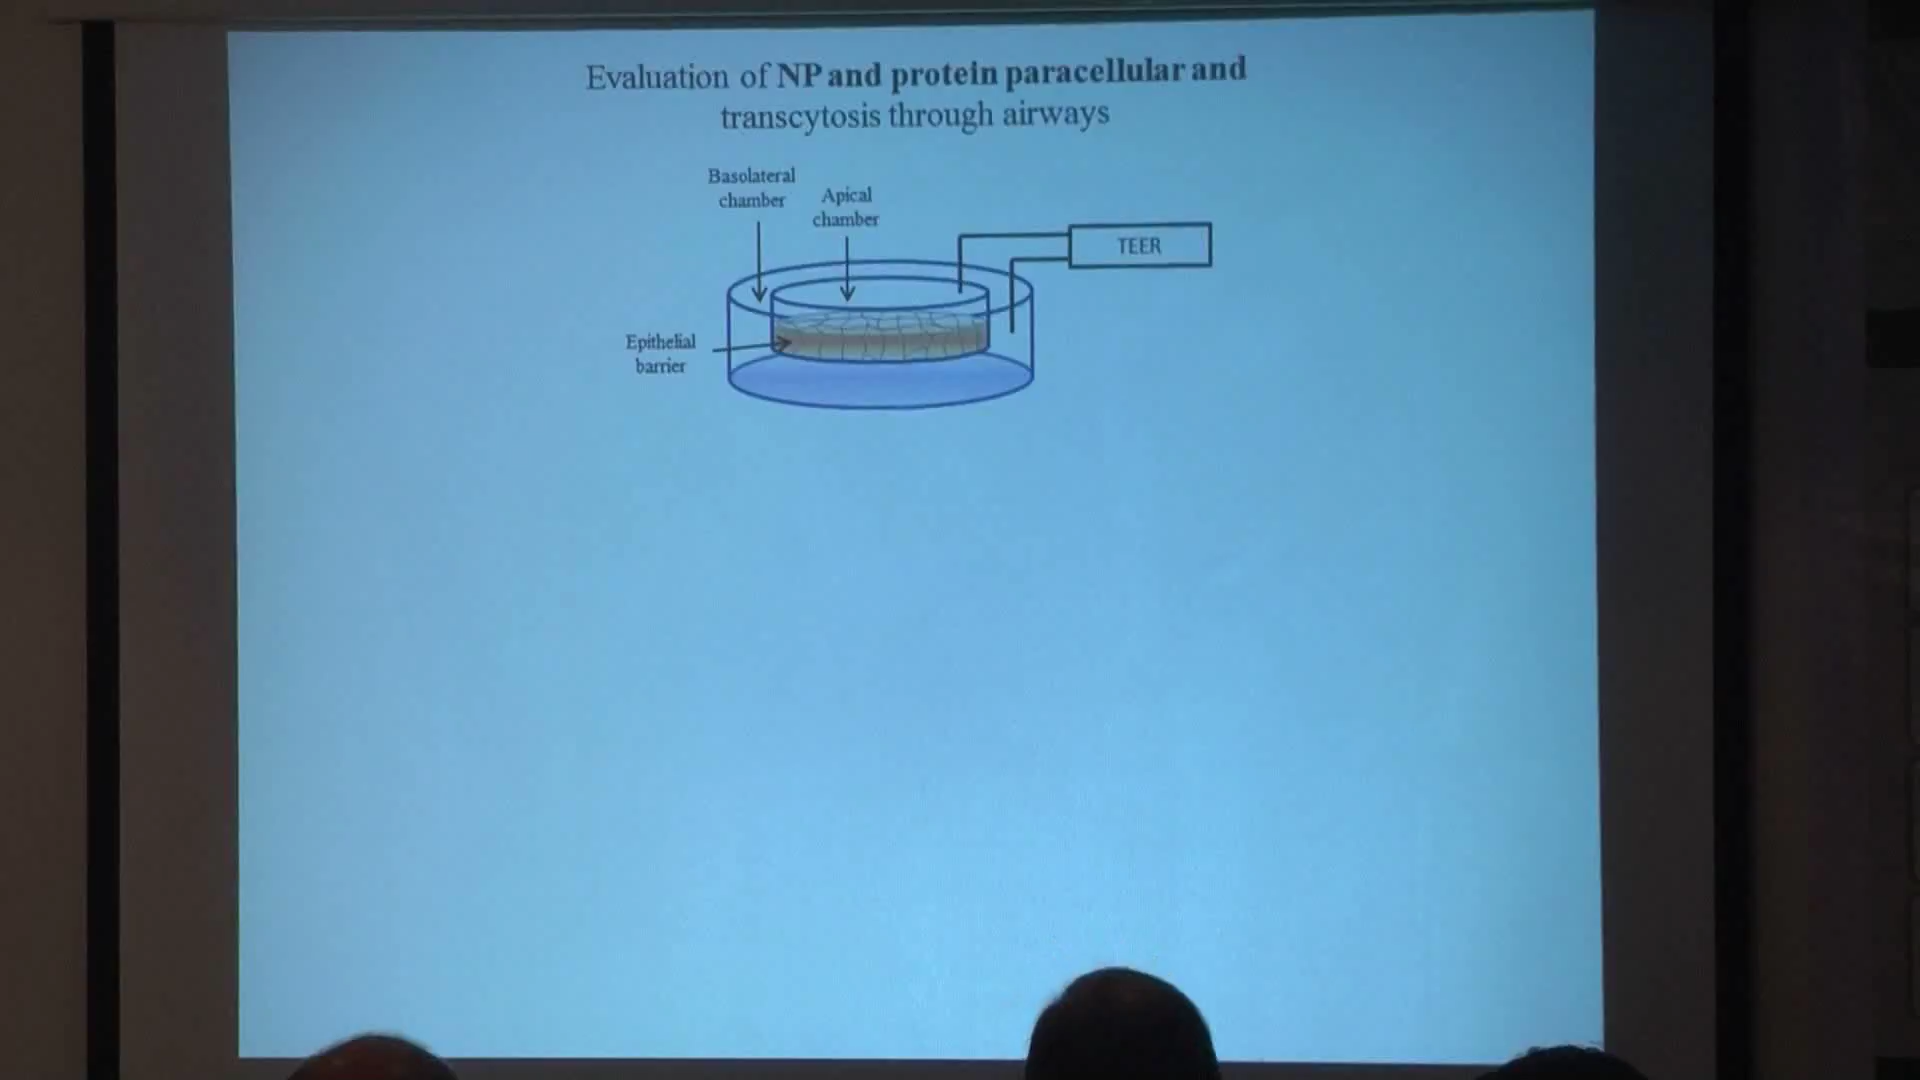 Evaluation of NP and protein paracellular and
transcytosis through airways
Basolateral
chamber
Apical
chamber
TEER
Epithelial
barrier